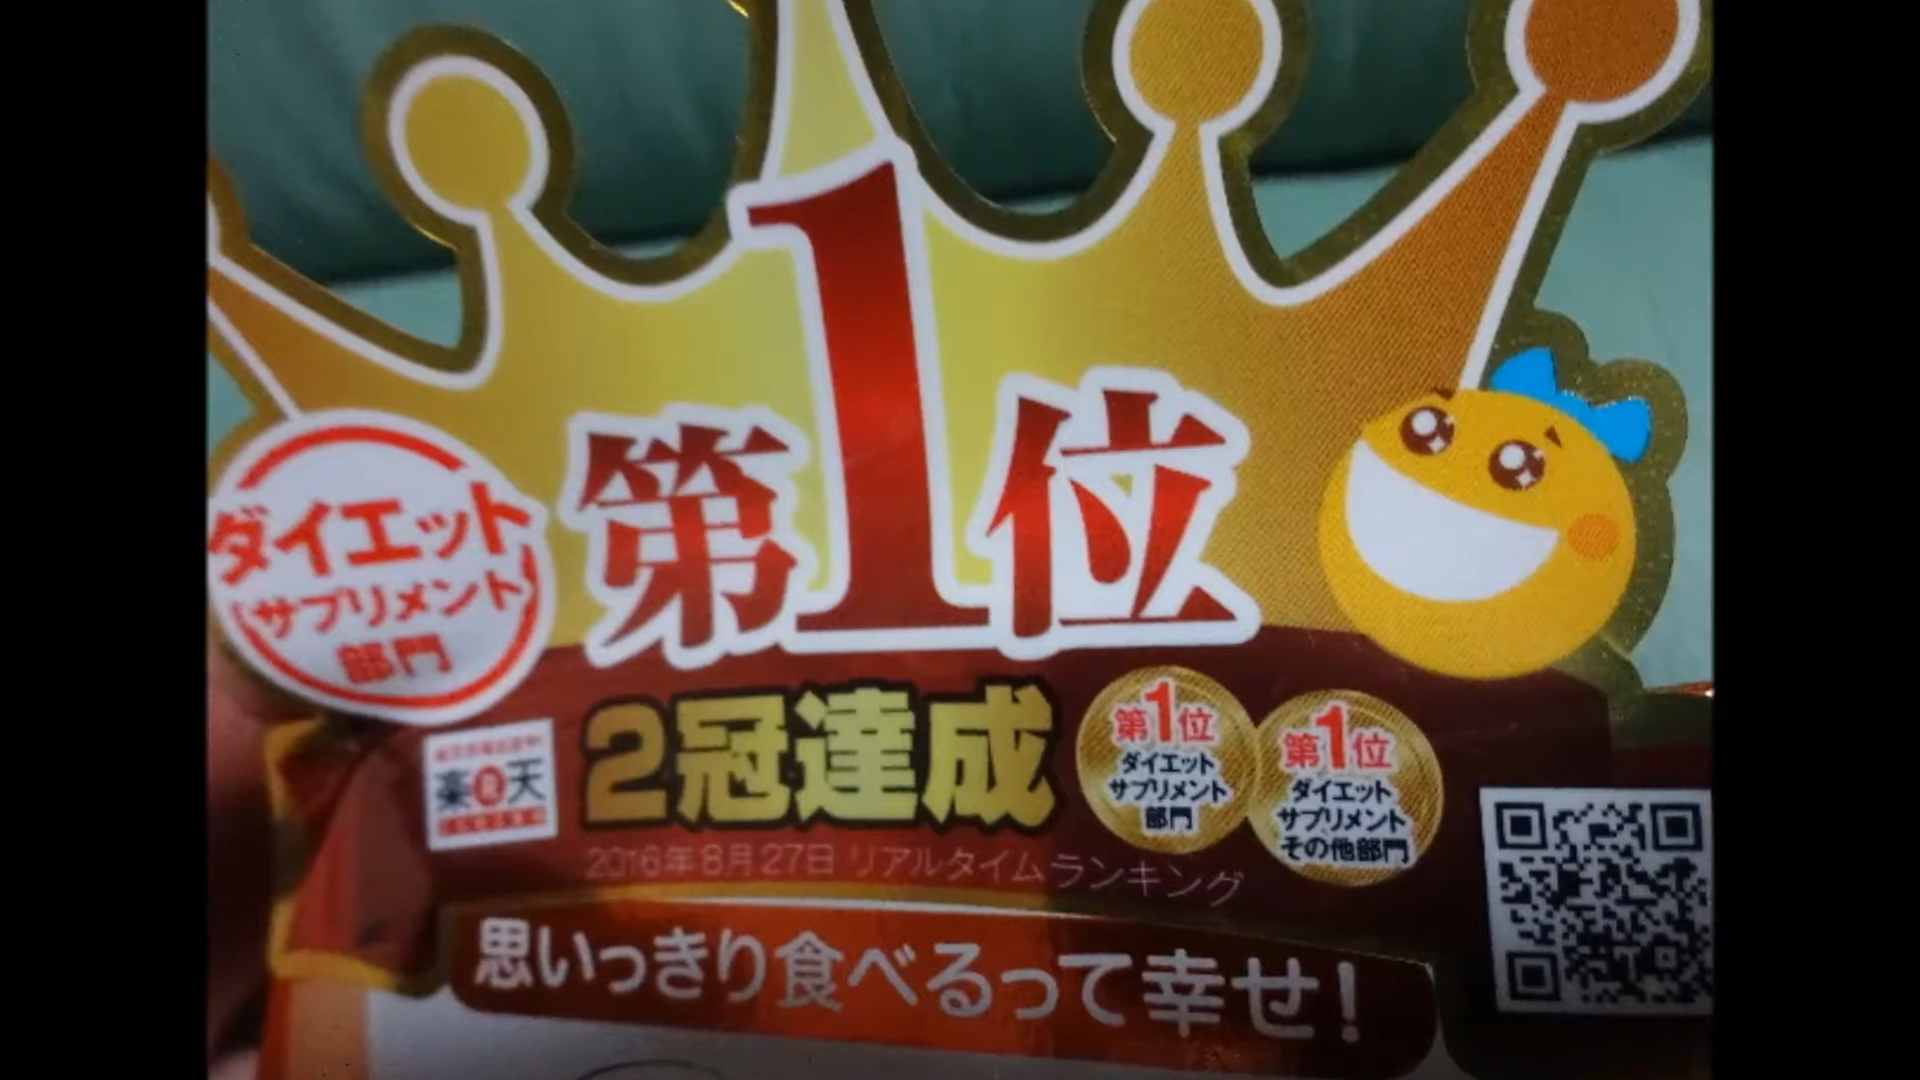 第1位
ダイエット
サプリメント
部門
楽天
2冠達成
第1位
ダイエット
サプリメント
部門
第1位
ダイエット
サプリメント
その他部門
2016年8月27日 リアルタイムランキング
思いっきり食べるって幸せ!